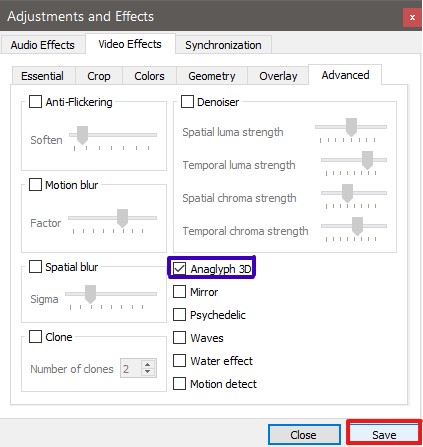 Adjustments and Effects
x
Audio Effects Video Effects Synchronization
Essential Crop Colors Geometry Overlay Advanced
Anti-Flickering
Soften
Motion blur
Factor
Spatial blur
Sigma
Clone
Number of clones 2
Denoiser
Spatial luma strength
Temporal luma strength
Spatial chroma strength
Temporal chroma strength
Anaglyph 3D
Mirror
Psychedelic
Waves
Water effect
Motion detect
Close Save